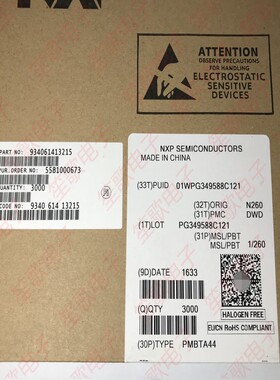 ATTENTION
OBSERVE PRECAUTIONS
FOR HANDLING
ELECTROSTATIC
SENSITIVE
DEVICES
PART NO: 934061413215
PUR.ORDER NO: 5581000673
QUANTITY: 3000
CODE NO: 9340 614 13215
NXP SEMICONDUCTORS
MADE IN CHINA
(33T)PUID 01WPG349588C121
(32T)ORIG N260
(31T)PMC DWD
(1T)LOT PG349588C121
(31P)MSL/PBT
MSL/PBT 1/260
(9D)DATE 1633
(Q)QTY 3000
HALOGEN FREE
EU/CN RoHS COMPLIANT
(30P)TYPE PMBTA44